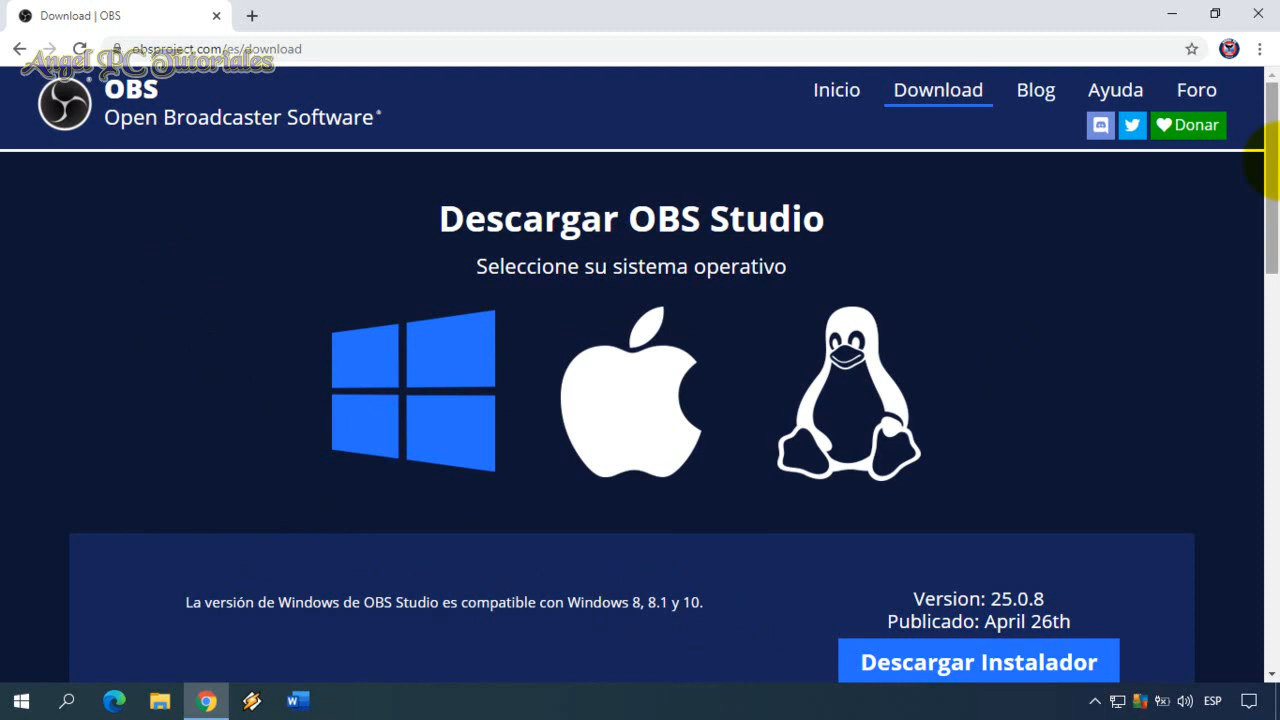 Download | OBS
obsproject.com/es/download
Angel PC Tutoriales
OBS
Open Broadcaster Software®
Inicio
Download
Blog
Ayuda
Foro
Donar
Descargar OBS Studio
Seleccione su sistema operativo
La versión de Windows de OBS Studio es compatible con Windows 8, 8.1 y 10.
Version: 25.0.8
Publicado: April 26th
Descargar Instalador
ESP